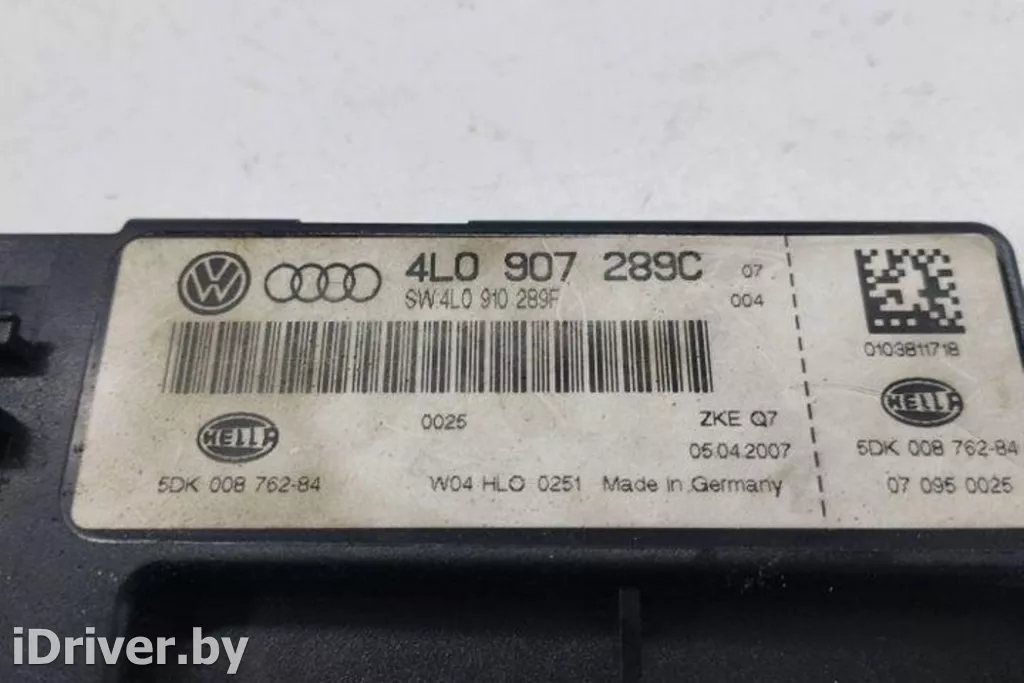 4L0 907 289C 07
SW:4L0 910 289F 004
0103811718
HELLA
HELLA
0025 ZKE Q7
05.04.2007
5DK 008 762-84
5DK 008 762-84
W04 HLO 0251 Made in Germany
07 095 0025
iDriver.by